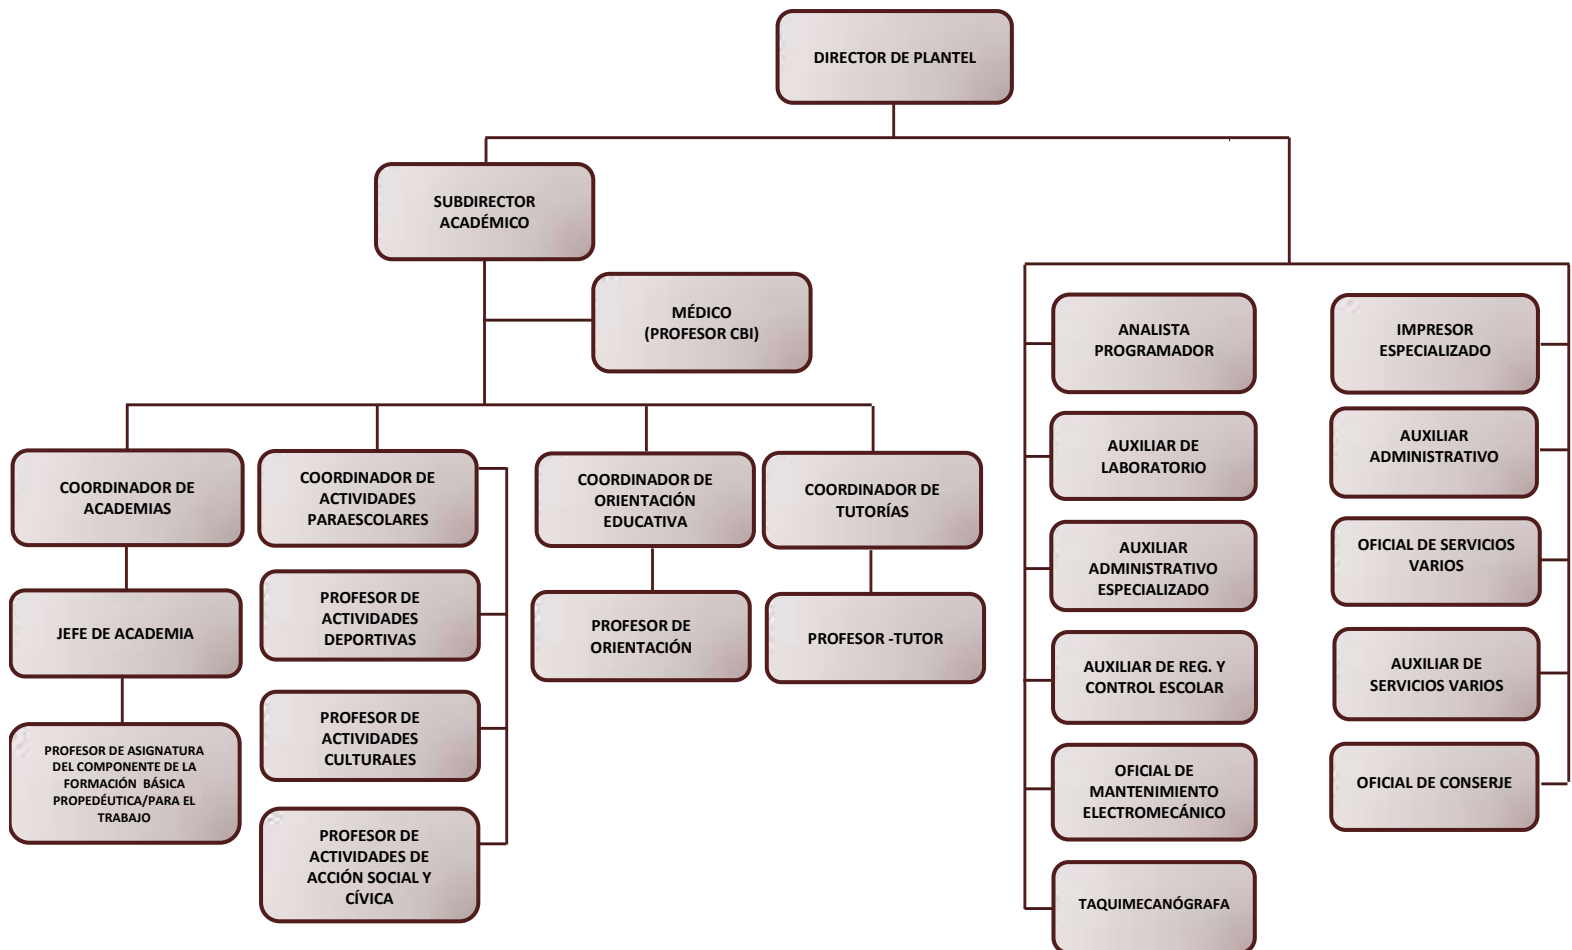 DIRECTOR DE PLANTEL
SUBDIRECTOR
ACADÉMICO
MÉDICO
(PROFESOR CBI)
COORDINADOR DE
ACADEMIAS
JEFE DE ACADEMIA
PROFESOR DE ASIGNATURA
DEL COMPONENTE DE LA
FORMACIÓN BÁSICA
PROPEDÉUTICA/PARA EL
TRABAJO
COORDINADOR DE
ACTIVIDADES
PARAESCOLARES
PROFESOR DE
ACTIVIDADES
DEPORTIVAS
PROFESOR DE
ACTIVIDADES
CULTURALES
PROFESOR DE
ACTIVIDADES DE
ACCIÓN SOCIAL Y
CÍVICA
COORDINADOR DE
ORIENTACIÓN
EDUCATIVA
PROFESOR DE
ORIENTACIÓN
COORDINADOR DE
TUTORÍAS
PROFESOR -TUTOR
ANALISTA
PROGRAMADOR
AUXILIAR DE
LABORATORIO
AUXILIAR
ADMINISTRATIVO
ESPECIALIZADO
AUXILIAR DE REG. Y
CONTROL ESCOLAR
OFICIAL DE
MANTENIMIENTO
ELECTROMECÁNICO
TAQUIMECANÓGRAFA
IMPRESOR
ESPECIALIZADO
AUXILIAR
ADMINISTRATIVO
OFICIAL DE SERVICIOS
VARIOS
AUXILIAR DE
SERVICIOS VARIOS
OFICIAL DE CONSERJE